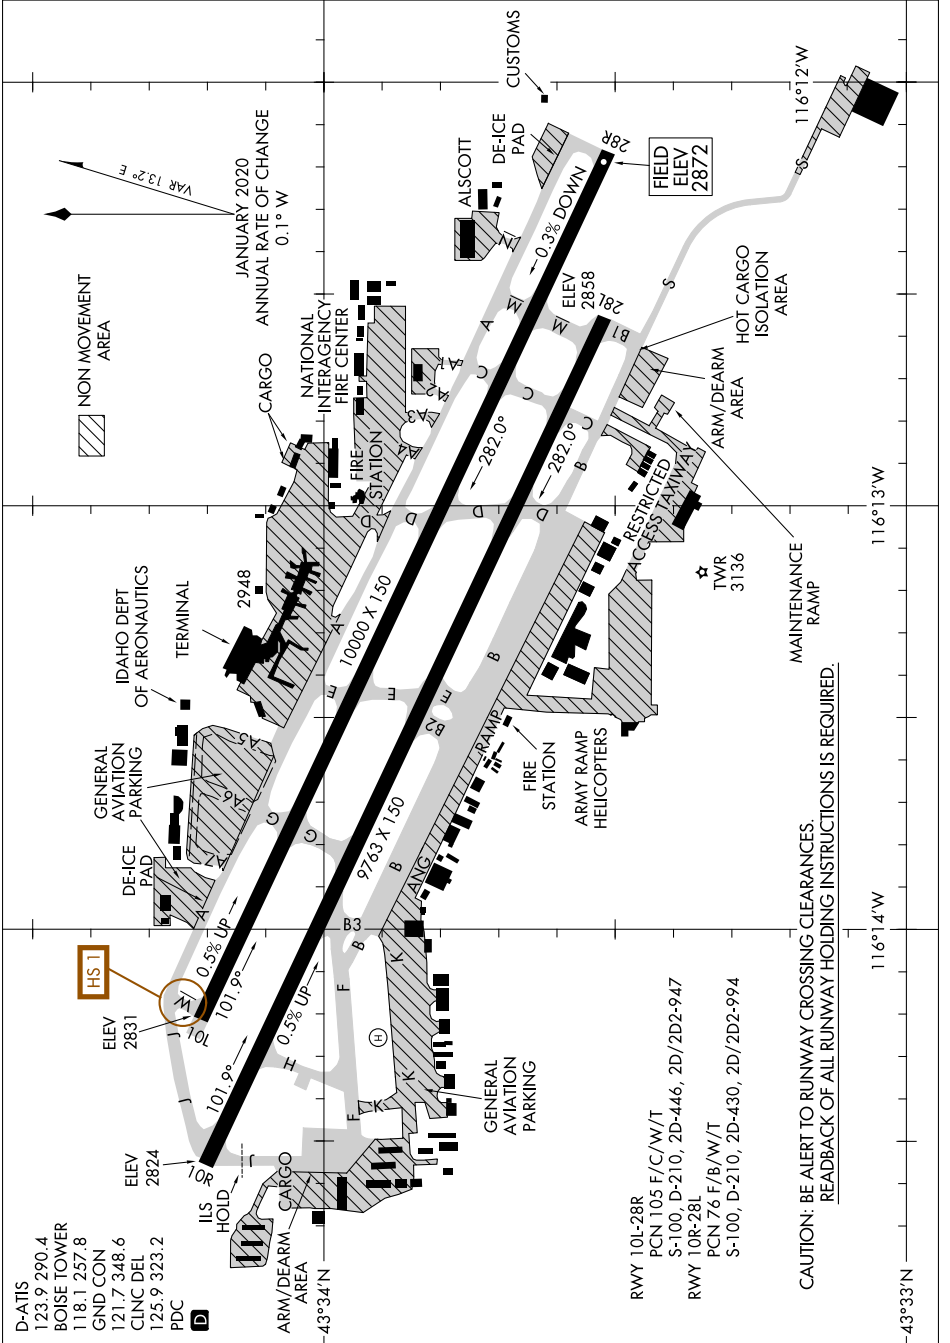 D-ATIS
123.9 290.4
BOISE TOWER
118.1 257.8
GND CON
121.7 348.6
CLNC DEL
125.9 323.2
PDC
D
NON MOVEMENT
AREA
VAR 13.2° E
JANUARY 2020
ANNUAL RATE OF CHANGE
0.1° W
CUSTOMS
DE-ICE
PAD
ALSCOTT
CARGO
NATIONAL
INTERAGENCY
FIRE CENTER
FIRE
STATION
2948
TERMINAL
IDAHO DEPT
OF AERONAUTICS
GENERAL
AVIATION
PARKING
DE-ICE
PAD
HS 1
ELEV
2831
ELEV
2824
ILS
HOLD
CARGO
ARM/DEARM
AREA
10L
10R
28R
28L
FIELD
ELEV
2872
ELEV
2858
0.3% DOWN
282.0°
282.0°
10000 X 150
9763 X 150
0.5% UP
101.9°
0.5% UP
101.9°
J
J
J
W
A
A7
A6
A5
A
A4
A3
A2
A1
A
N
M
M
C
C
C
D
D
D
E
E
E
G
G
H
F
F
K
K
K
B
B
B
B
B1
B2
B3
S
S
H
ANG
RAMP
FIRE
STATION
ARMY RAMP
HELICOPTERS
GENERAL
AVIATION
PARKING
RESTRICTED
ACCESS TAXIWAY
TWR
3136
MAINTENANCE
RAMP
ARM/DEARM
AREA
HOT CARGO
ISOLATION
AREA
116°12'W
116°13'W
116°14'W
43°34'N
43°33'N
RWY 10L-28R
PCN 105 F/C/W/T
S-100, D-210, 2D-446, 2D/2D2-947
RWY 10R-28L
PCN 76 F/B/W/T
S-100, D-210, 2D-430, 2D/2D2-994
CAUTION: BE ALERT TO RUNWAY CROSSING CLEARANCES.
READBACK OF ALL RUNWAY HOLDING INSTRUCTIONS IS REQUIRED.